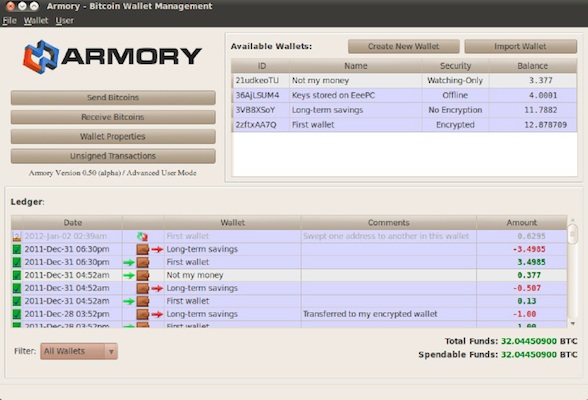 Armory - Bitcoin Wallet Management
File Wallet User
ARMORY
Send Bitcoins
Receive Bitcoins
Wallet Properties
Unsigned Transactions
Armory Version 0.50 (alpha) / Advanced User Mode
Available Wallets: Create New Wallet Import Wallet
ID Name Security Balance
21udkeoTU Not my money Watching-Only 3.377
36AjLSUM4 Keys stored on EeePC Offline 4.0001
3VB8XSoY Long-term savings No Encryption 11.7882
2zftxAA7Q First wallet Encrypted 12.878709
Ledger:
Date Wallet Comments Amount
2012-Jan-02 02:39am First wallet Swept one address to another in this wallet 0.6295
2011-Dec-31 06:30pm Long-term savings -3.4985
2011-Dec-31 06:30pm First wallet 3.4985
2011-Dec-31 04:52am Not my money 0.377
2011-Dec-31 04:52am Long-term savings -0.507
2011-Dec-31 04:52am First wallet 0.13
2011-Dec-28 03:52pm Long-term savings Transferred to my encrypted wallet -1.00
2011-Dec-28 03:52pm First wallet 1.00
Filter: All Wallets
Total Funds: 32.04450900 BTC
Spendable Funds: 32.04450900 BTC